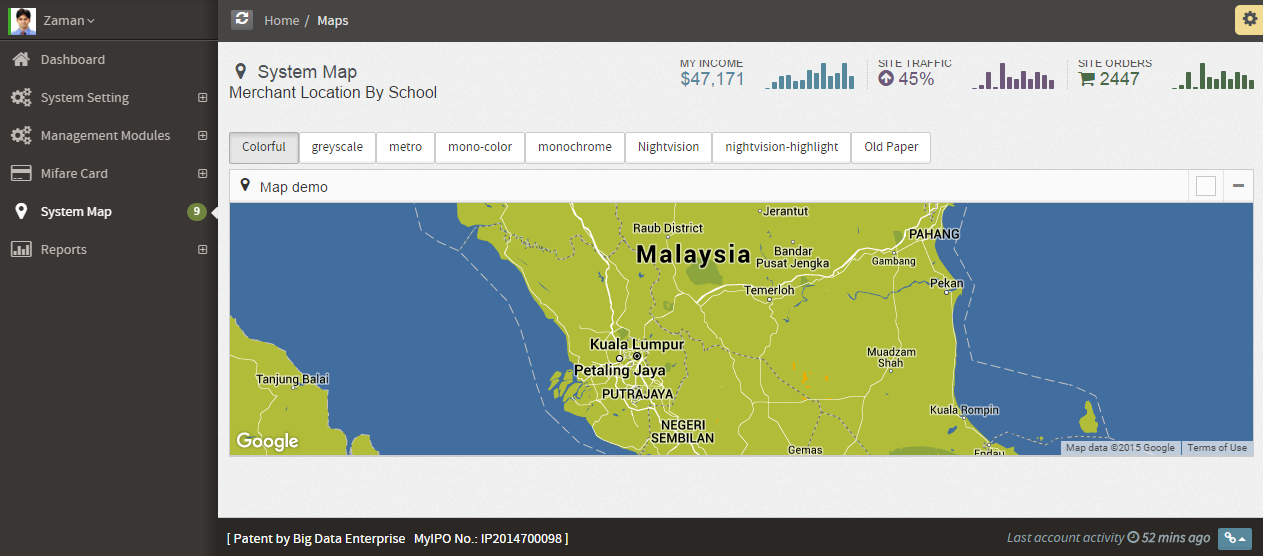 Zaman
Home / Maps
Dashboard
System Setting
Management Modules
Mifare Card
System Map 9
Reports
System Map
Merchant Location By School
MY INCOME
$47,171
SITE TRAFFIC
45%
SITE ORDERS
2447
Colorful greyscale metro mono-color monochrome Nightvision nightvision-highlight Old Paper
Map demo
Jerantut
Raub District
PAHANG
Malaysia
Bandar
Pusat Jengka
Gambang
Pekan
Temerloh
Kuala Lumpur
Muadzam
Shah
Petaling Jaya
Tanjung Balai
PUTRAJAYA
Kuala Rompin
NEGERI
SEMBILAN
Google
Gemas
Endau
Map data ©2015 Google Terms of Use
[ Patent by Big Data Enterprise MyIPO No.: IP2014700098 ]
Last account activity 52 mins ago